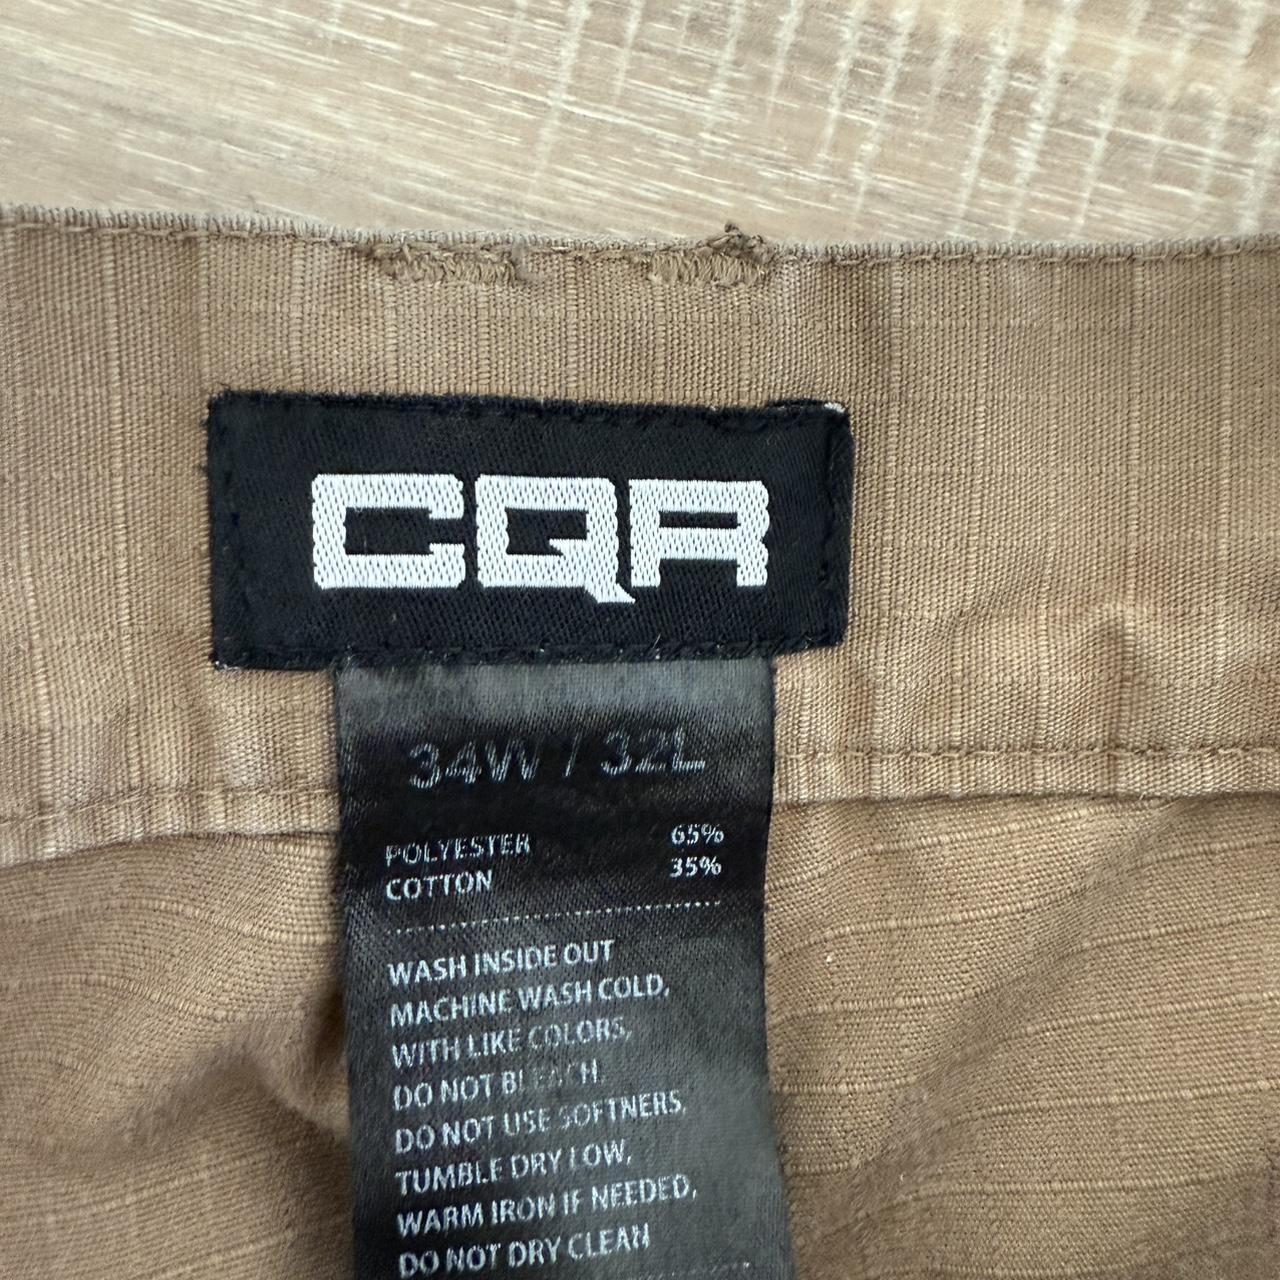 CQR
34W / 32L
POLYESTER 65%
COTTON 35%
WASH INSIDE OUT
MACHINE WASH COLD,
WITH LIKE COLORS,
DO NOT BLEACH,
DO NOT USE SOFTNERS,
TUMBLE DRY LOW,
WARM IRON IF NEEDED,
DO NOT DRY CLEAN